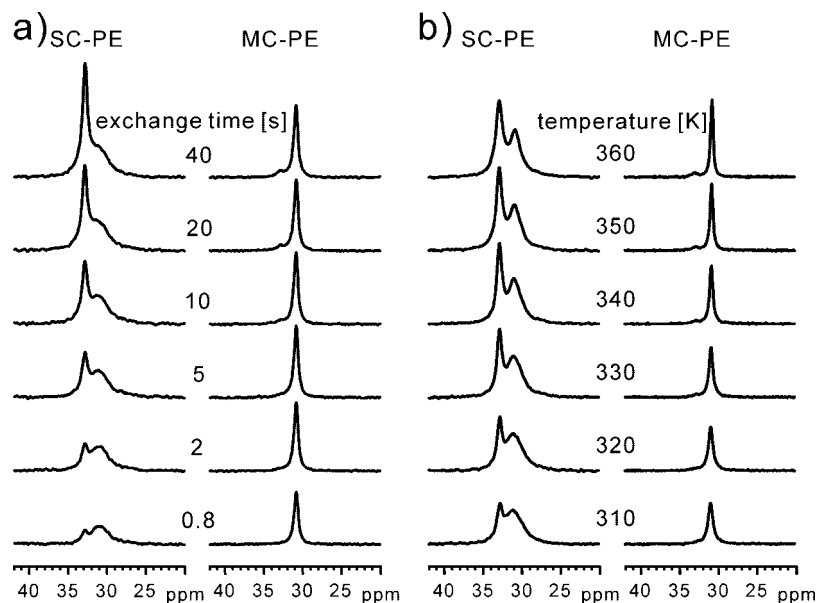 a) SC-PE MC-PE b) SC-PE MC-PE
exchange time [s] temperature [K]
40 360
20 350
10 340
5 330
2 320
0.8 310
40 35 30 25 ppm 40 35 30 25 ppm 40 35 30 25 ppm 40 35 30 25 ppm